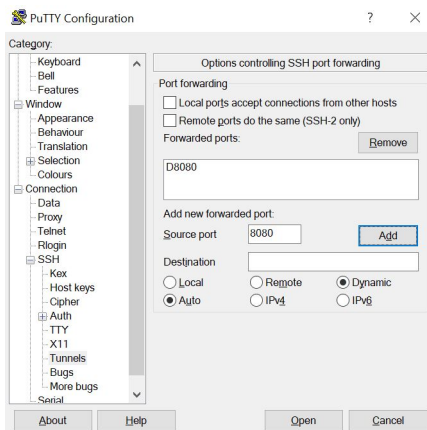 PuTTY Configuration
? ×
Category:
Keyboard
Bell
Features
Window
Appearance
Behaviour
Translation
Selection
Colours
Connection
Data
Proxy
Telnet
Rlogin
SSH
Kex
Host keys
Cipher
Auth
TTY
X11
Tunnels
Bugs
More bugs
Serial
Options controlling SSH port forwarding
Port forwarding
Local ports accept connections from other hosts
Remote ports do the same (SSH-2 only)
Forwarded ports:
Remove
D8080
Add new forwarded port:
Source port 8080 Add
Destination
Local Remote Dynamic
Auto IPv4 IPv6
About Help Open Cancel